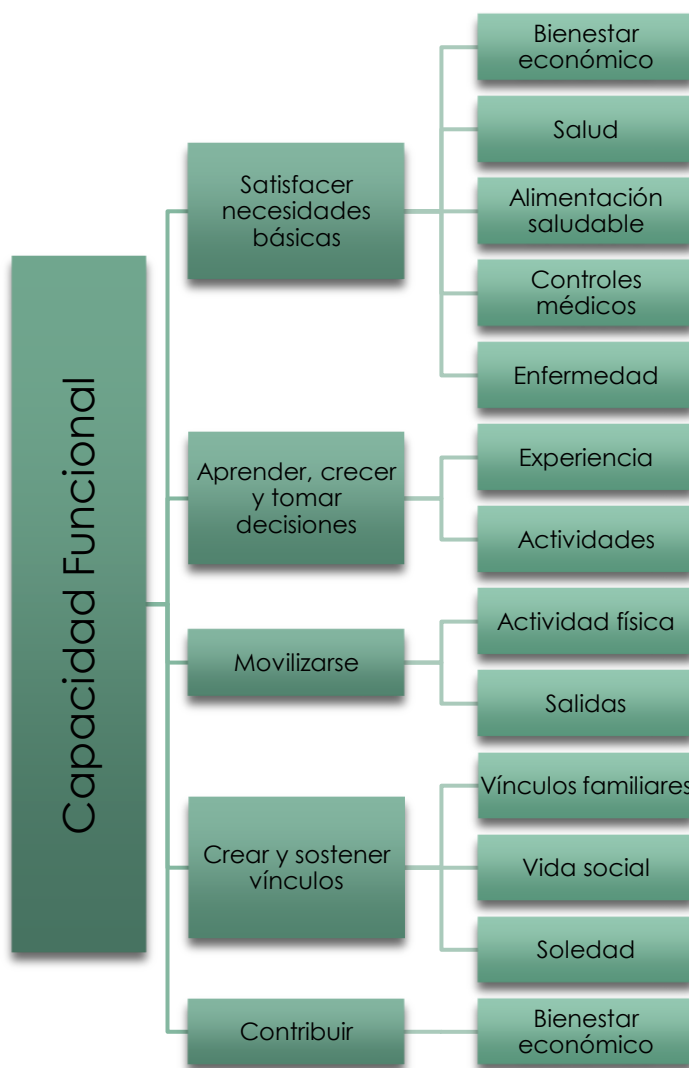 Capacidad Funcional
Satisfacer
necesidades
básicas
Bienestar
económico
Salud
Alimentación
saludable
Controles
médicos
Enfermedad
Aprender, crecer
y tomar
decisiones
Experiencia
Actividades
Movilizarse
Actividad física
Salidas
Crear y sostener
vínculos
Vínculos familiares
Vida social
Soledad
Contribuir
Bienestar
económico